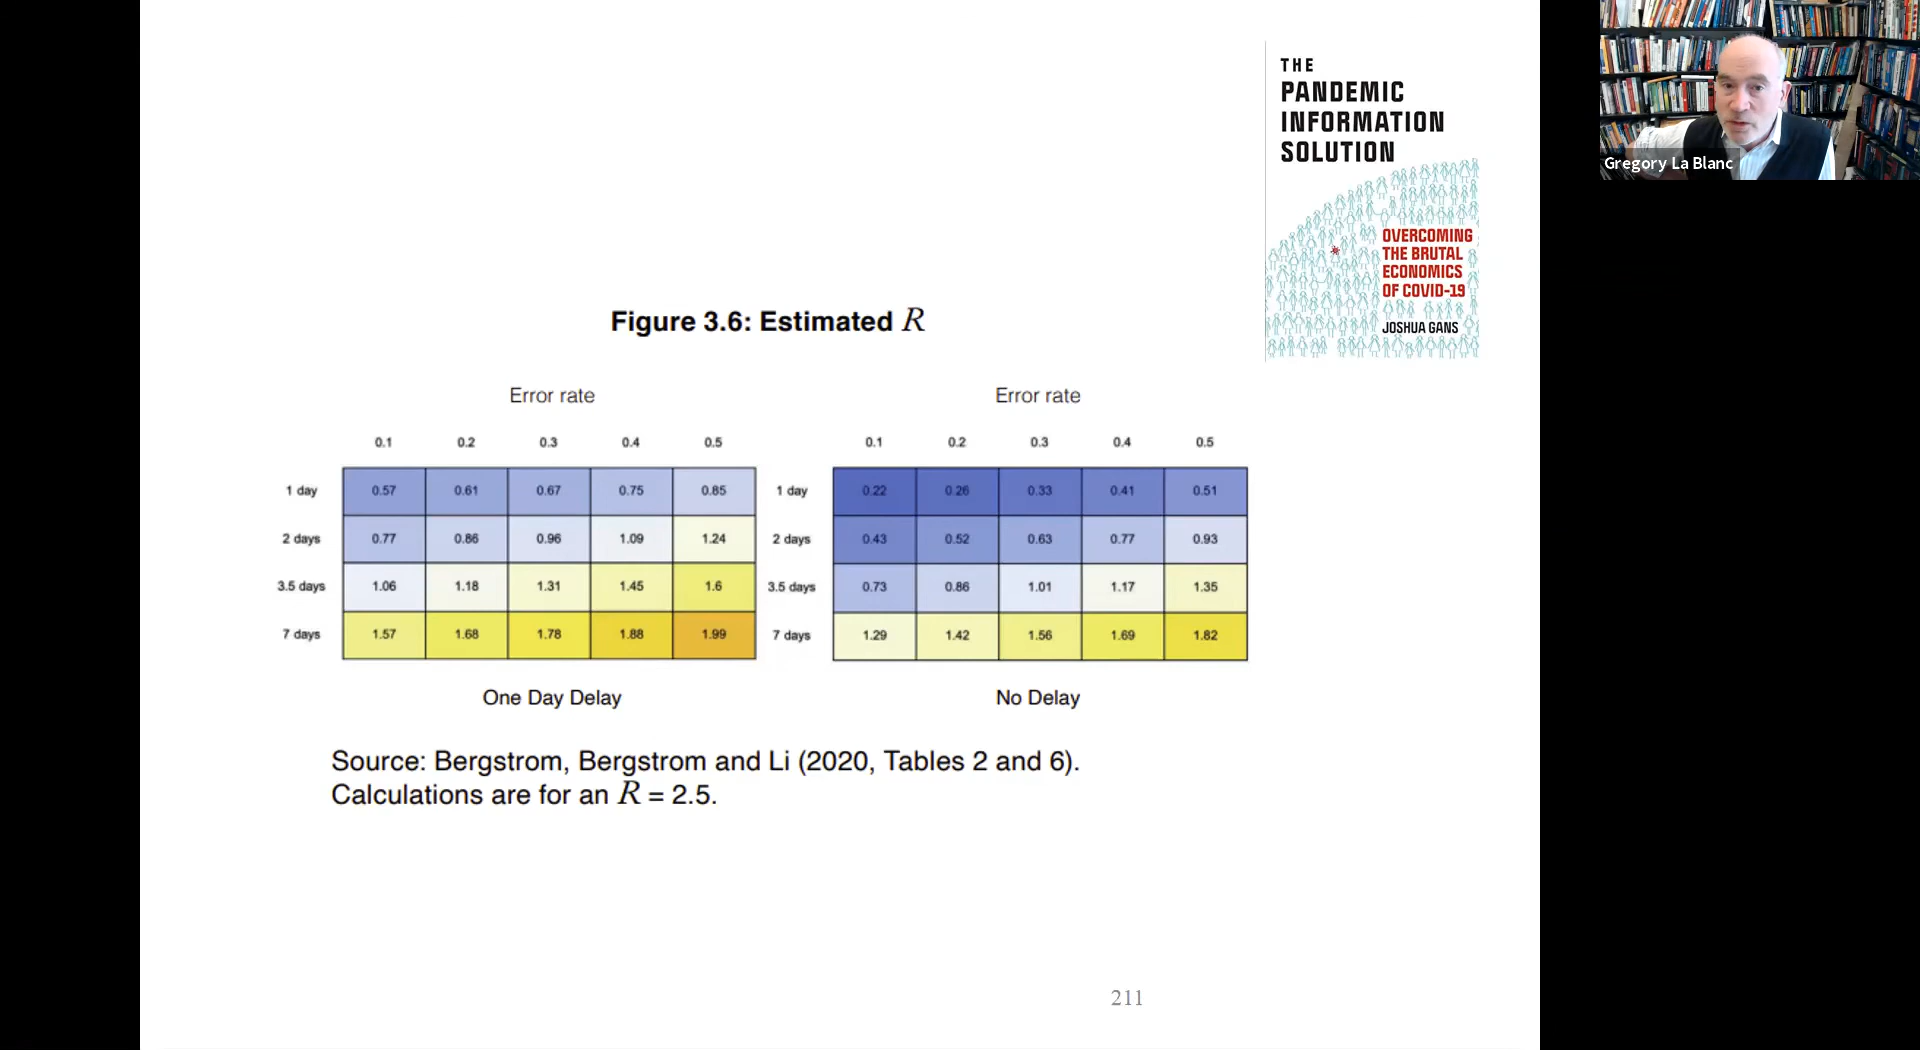 THE
PANDEMIC
INFORMATION
SOLUTION
OVERCOMING
THE BRUTAL
ECONOMICS
OF COVID-19
JOSHUA GANS
Gregory La Blanc
Figure 3.6: Estimated R
Error rate
0.1 0.2 0.3 0.4 0.5
1 day 0.57 0.61 0.67 0.75 0.85
2 days 0.77 0.86 0.96 1.09 1.24
3.5 days 1.06 1.18 1.31 1.45 1.6
7 days 1.57 1.68 1.78 1.88 1.99
One Day Delay
Error rate
0.1 0.2 0.3 0.4 0.5
1 day 0.22 0.26 0.33 0.41 0.51
2 days 0.43 0.52 0.63 0.77 0.93
3.5 days 0.73 0.86 1.01 1.17 1.35
7 days 1.29 1.42 1.56 1.69 1.82
No Delay
Source: Bergstrom, Bergstrom and Li (2020, Tables 2 and 6).
Calculations are for an R = 2.5.
211